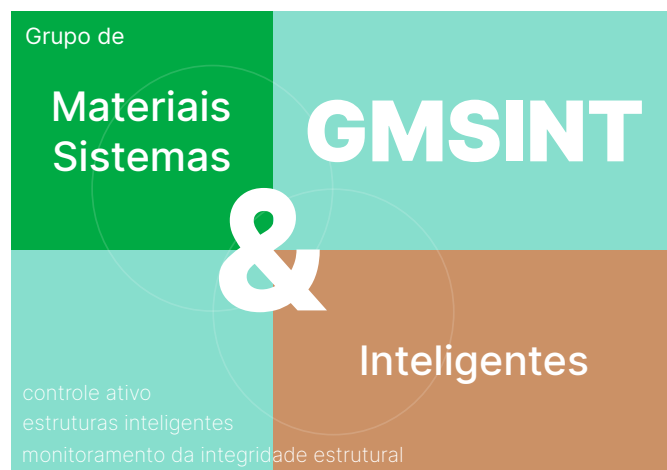 Grupo de
Materiais
Sistemas
GMSINT
&
Inteligentes
controle ativo
estruturas inteligentes
monitoramento da integridade estrutural